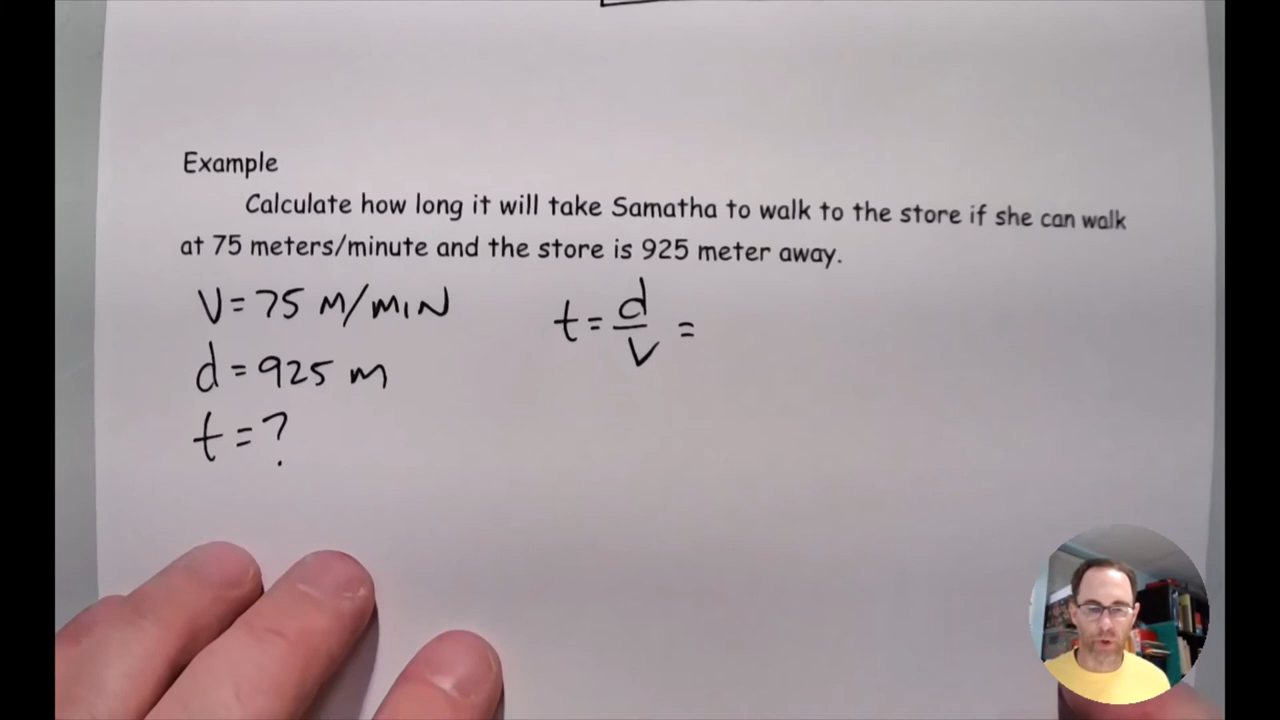 Example
Calculate how long it will take Samatha to walk to the store if she can walk
at 75 meters/minute and the store is 925 meter away.
V = 75 M/MIN
t = d/V =
d = 925 m
t = ?